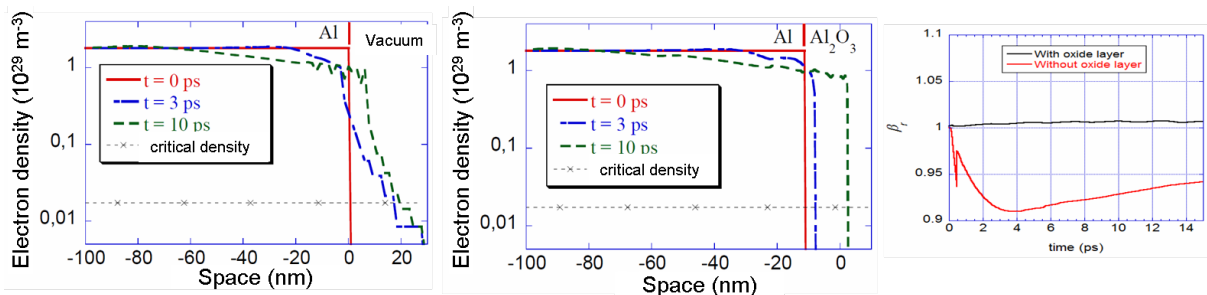 Electron density (10²⁹ m⁻³)
Al
Vacuum
t = 0 ps
t = 3 ps
t = 10 ps
critical density
1
0,1
0,01
-100
-80
-60
-40
-20
0
20
Space (nm)
Electron density (10²⁹ m⁻³)
Al
Al₂O₃
t = 0 ps
t = 3 ps
t = 10 ps
critical density
1
0,1
0,01
-100
-80
-60
-40
-20
0
Space (nm)
With oxide layer
Without oxide layer
βᵣ
1.1
1.05
1
0.95
0.9
0
2
4
6
8
10
12
14
time (ps)